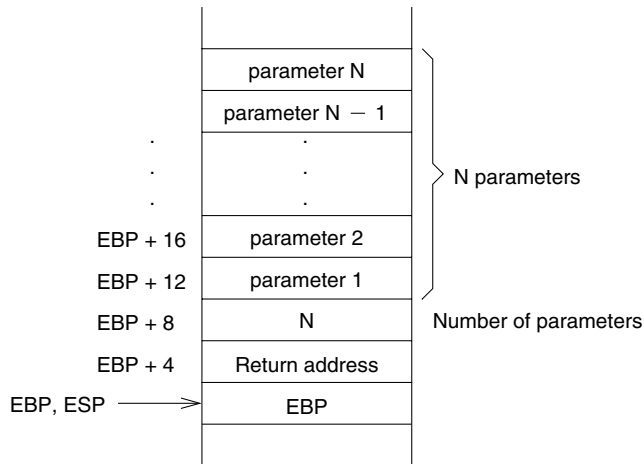 parameter N
parameter N − 1
. . .
. . .
N parameters
. .
EBP + 16 parameter 2
EBP + 12 parameter 1
EBP + 8 N Number of parameters
EBP + 4 Return address
EBP, ESP EBP